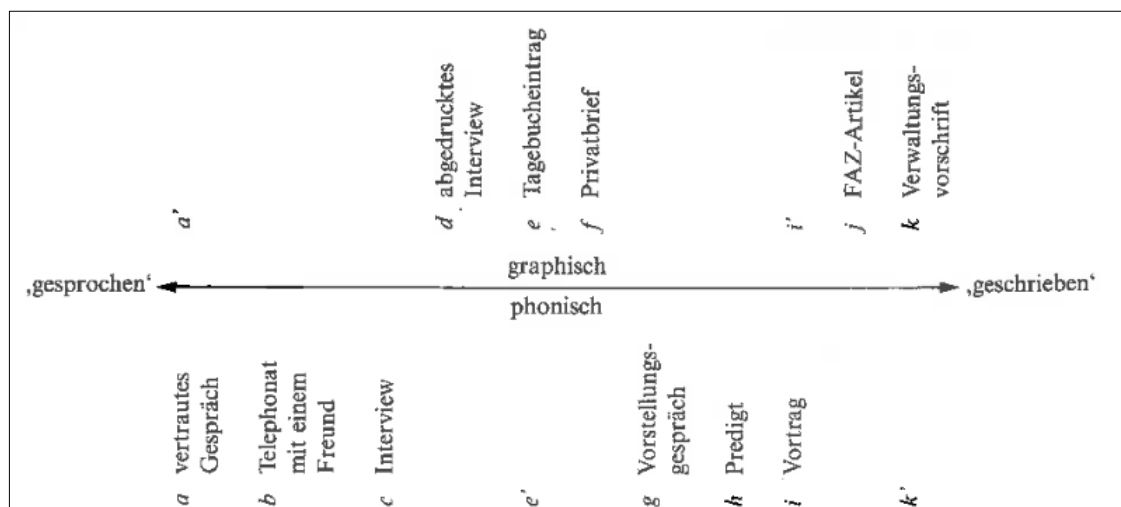 a'
d abgedrucktes
Interview
e Tagebucheintrag
f Privatbrief
i'
j FAZ-Artikel
k Verwaltungs-
vorschrift
graphisch
‚gesprochen‘
‚geschrieben‘
phonisch
a vertrautes
Gespräch
b Telephonat
mit einem
Freund
c Interview
e'
g Vorstellungs-
gespräch
h Predigt
i Vortrag
k'